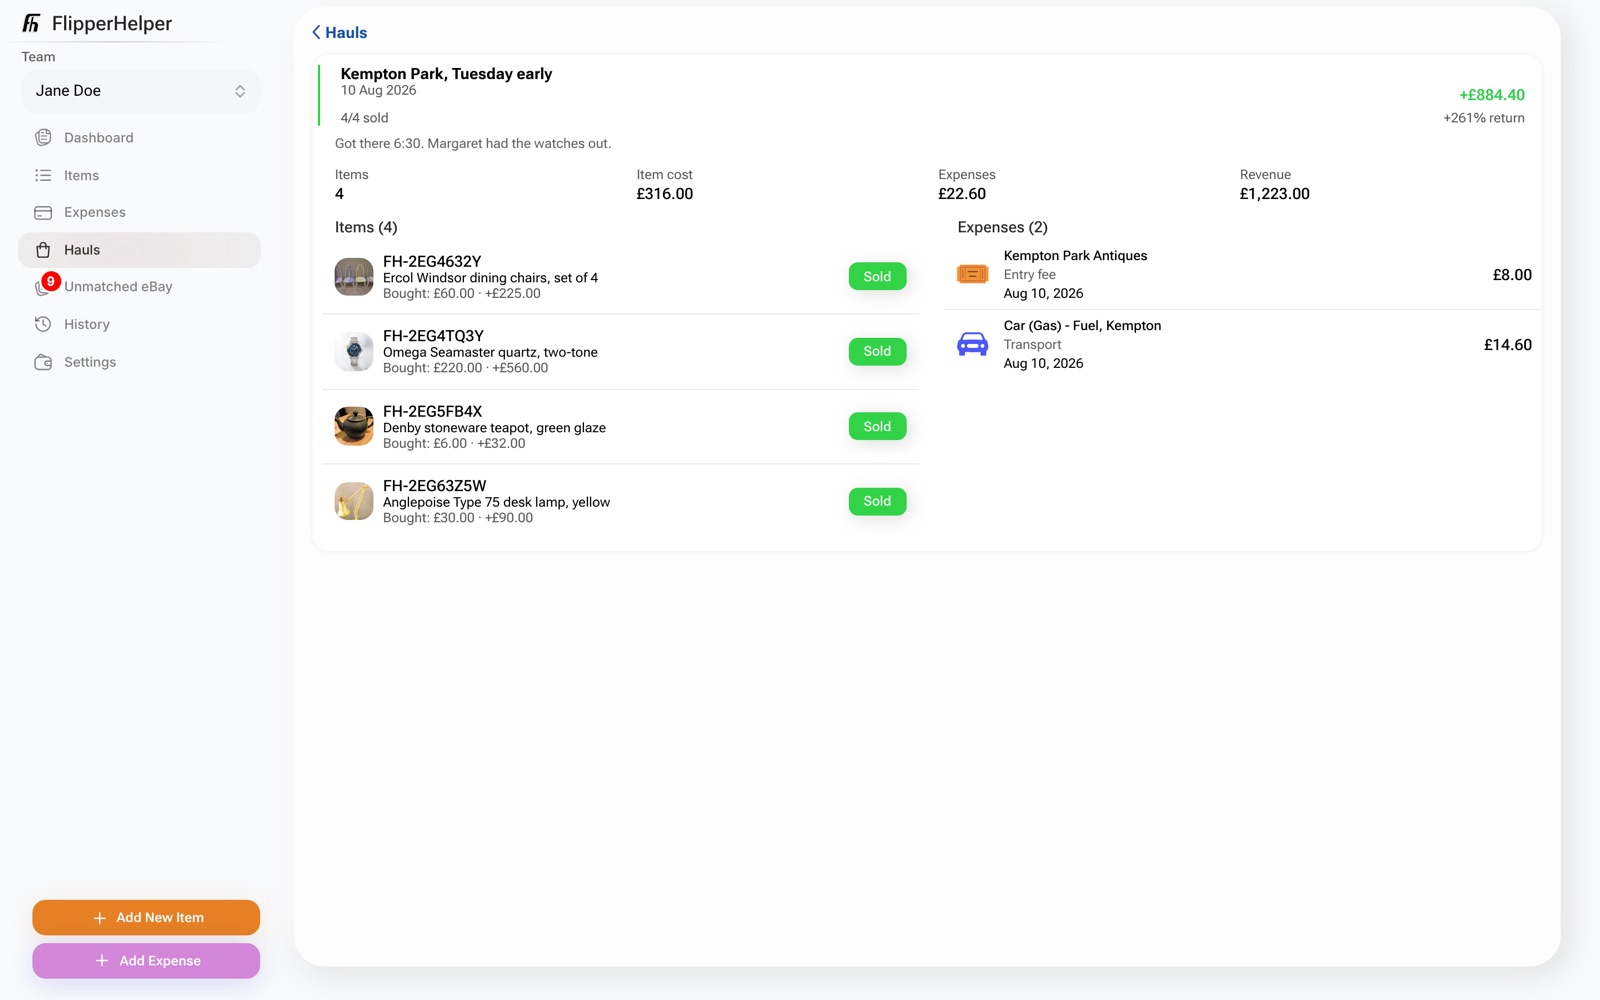 FlipperHelper
Team
Jane Doe
Dashboard
Items
Expenses
Hauls
9
Unmatched eBay
History
Settings
Add New Item
Add Expense
Hauls
Kempton Park, Tuesday early
10 Aug 2026
4/4 sold
+£884.40
+261% return
Got there 6:30. Margaret had the watches out.
Items
4
Item cost
£316.00
Expenses
£22.60
Revenue
£1,223.00
Items (4)
FH-2EG4632Y
Ercol Windsor dining chairs, set of 4
Bought: £60.00 · +£225.00
Sold
FH-2EG4TQ3Y
Omega Seamaster quartz, two-tone
Bought: £220.00 · +£560.00
Sold
FH-2EG5FB4X
Denby stoneware teapot, green glaze
Bought: £6.00 · +£32.00
Sold
FH-2EG63Z5W
Anglepoise Type 75 desk lamp, yellow
Bought: £30.00 · +£90.00
Sold
Expenses (2)
Kempton Park Antiques
Entry fee
Aug 10, 2026
£8.00
Car (Gas) - Fuel, Kempton
Transport
Aug 10, 2026
£14.60